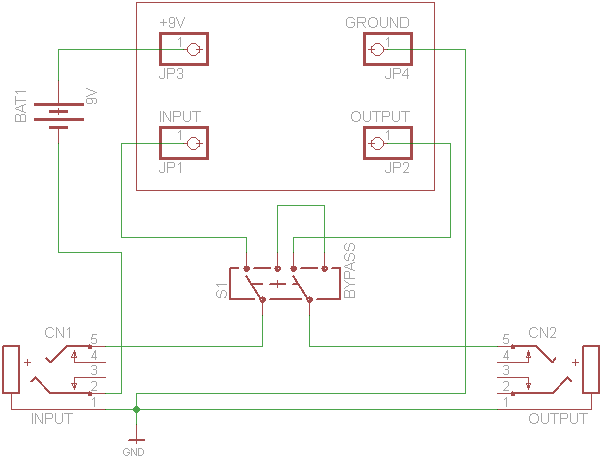 +9V
1
JP3
GROUND
1
JP4
BAT1
9V
INPUT
1
JP1
OUTPUT
1
JP2
S1
BYPASS
CN1
5
4
3
2
1
+
INPUT
CN2
5
4
3
2
1
+
OUTPUT
GND